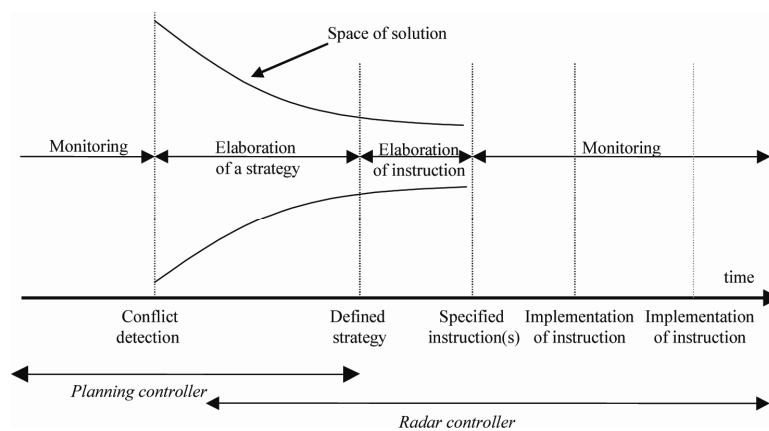 Space of solution
Monitoring
Elaboration
of a strategy
Elaboration
of instruction
Monitoring
time
Conflict
detection
Defined
strategy
Specified
instruction(s)
Implementation
of instruction
Implementation
of instruction
Planning controller
Radar controller